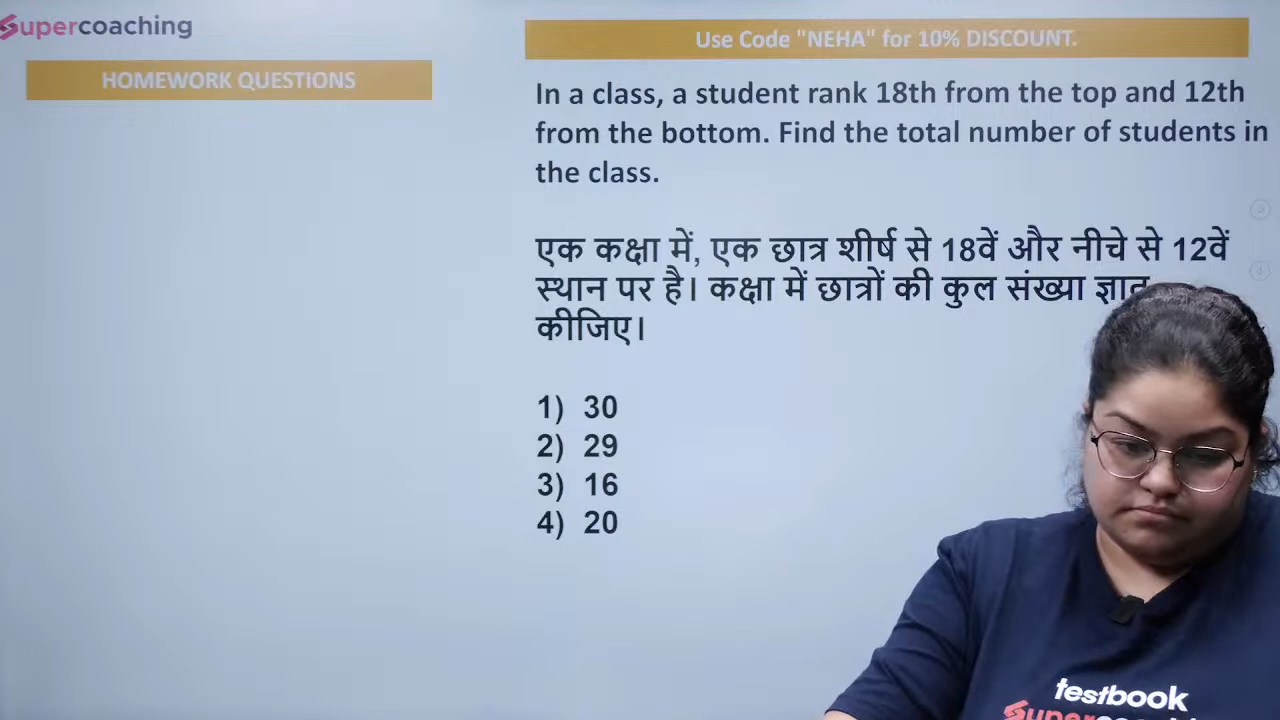 Supercoaching
HOMEWORK QUESTIONS
Use Code "NEHA" for 10% DISCOUNT.
In a class, a student rank 18th from the top and 12th
from the bottom. Find the total number of students in
the class.
एक कक्षा में, एक छात्र शीर्ष से 18वें और नीचे से 12वें
स्थान पर है। कक्षा में छात्रों की कुल संख्या ज्ञात
कीजिए।
1) 30
2) 29
3) 16
4) 20
testbook